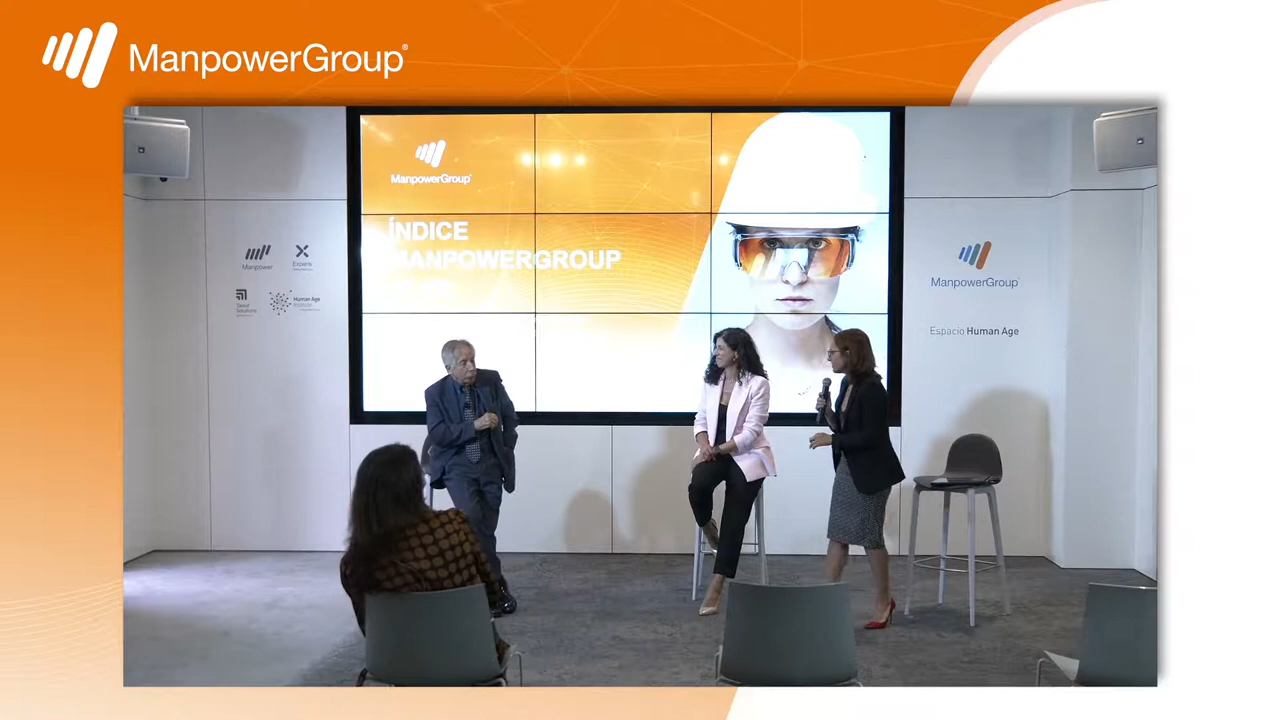 ManpowerGroup
ManpowerGroup
ÍNDICE
MANPOWERGROUP
Manpower
Experis
Talent
Solutions
Human Age
ManpowerGroup
Espacio Human Age